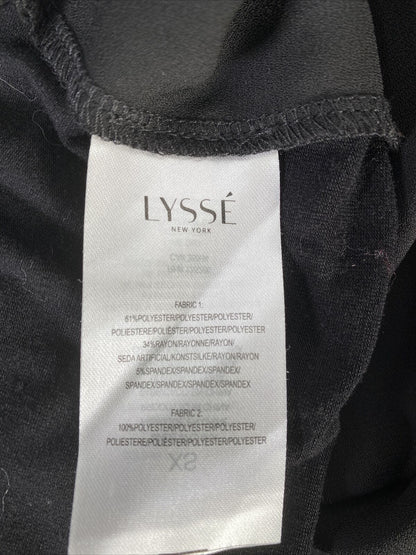 LYSSÉ
NEW YORK
FABRIC 1:
61%POLYESTER/POLYESTER/POLYESTER/
POLIESTERE/POLIÉSTER/POLYESTER/POLYESTER
34%RAYON/RAYONNE/RAYON/
SEDA ARTIFICIAL/KONSTSILKE/RAYON/RAYON
5%SPANDEX/SPANDEX/SPANDEX/
SPANDEX/SPANDEX/SPANDEX/SPANDEX
FABRIC 2:
100%POLYESTER/POLYESTER/POLYESTER/
POLIESTERE/POLIÉSTER/POLYESTER/POLYESTER
XS